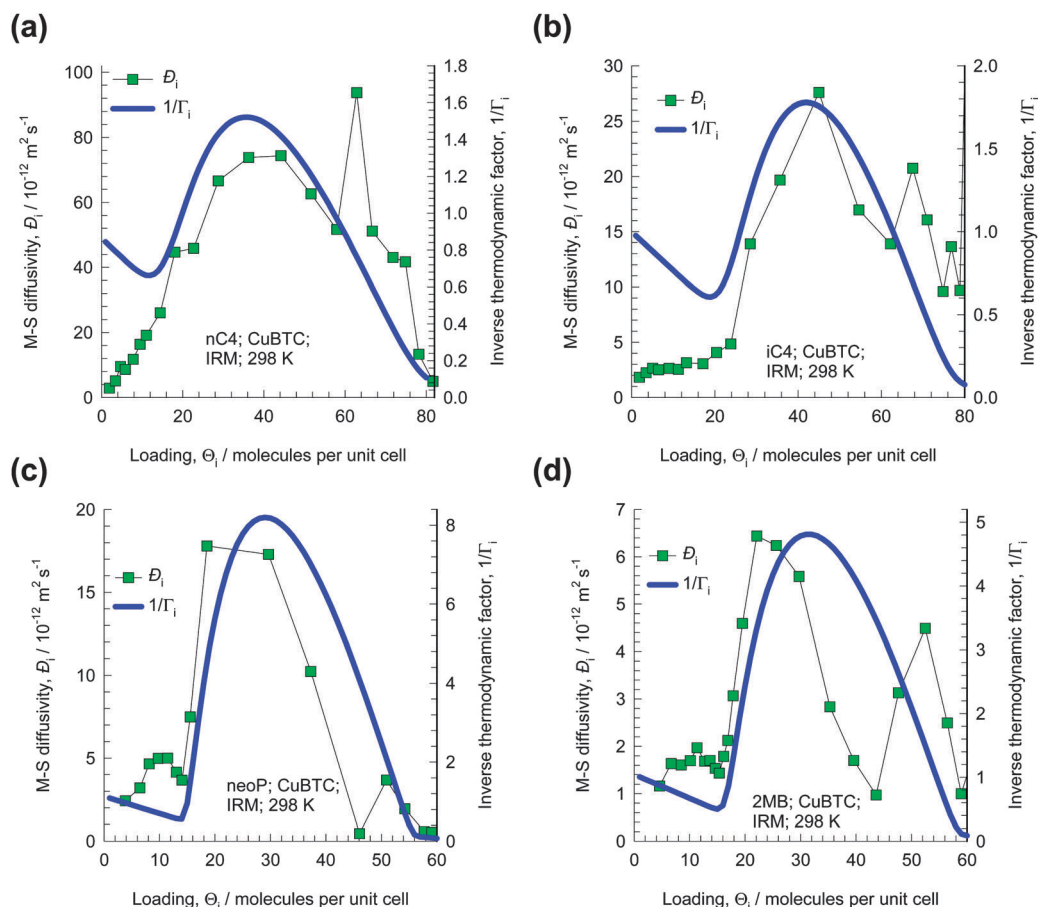 (a)
M-S diffusivity, Đi / 10⁻¹² m² s⁻¹
100
80
60
40
20
0
Đi
1/Γi
nC4; CuBTC;
IRM; 298 K
1.8
1.6
1.4
1.2
1.0
0.8
0.6
0.4
0.2
0.0
Inverse thermodynamic factor, 1/Γi
0 20 40 60 80
Loading, Θi / molecules per unit cell
(b)
M-S diffusivity, Đi / 10⁻¹² m² s⁻¹
30
25
20
15
10
5
0
Đi
1/Γi
iC4; CuBTC;
IRM; 298 K
2.0
1.5
1.0
0.5
0.0
Inverse thermodynamic factor, 1/Γi
0 20 40 60 80
Loading, Θi / molecules per unit cell
(c)
M-S diffusivity, Đi / 10⁻¹² m² s⁻¹
20
15
10
5
0
Đi
1/Γi
neoP; CuBTC;
IRM; 298 K
8
6
4
2
0
Inverse thermodynamic factor, 1/Γi
0 10 20 30 40 50 60
Loading, Θi / molecules per unit cell
(d)
M-S diffusivity, Đi / 10⁻¹² m² s⁻¹
7
6
5
4
3
2
1
0
Đi
1/Γi
2MB; CuBTC;
IRM; 298 K
5
4
3
2
1
0
Inverse thermodynamic factor, 1/Γi
0 10 20 30 40 50 60
Loading, Θi / molecules per unit cell